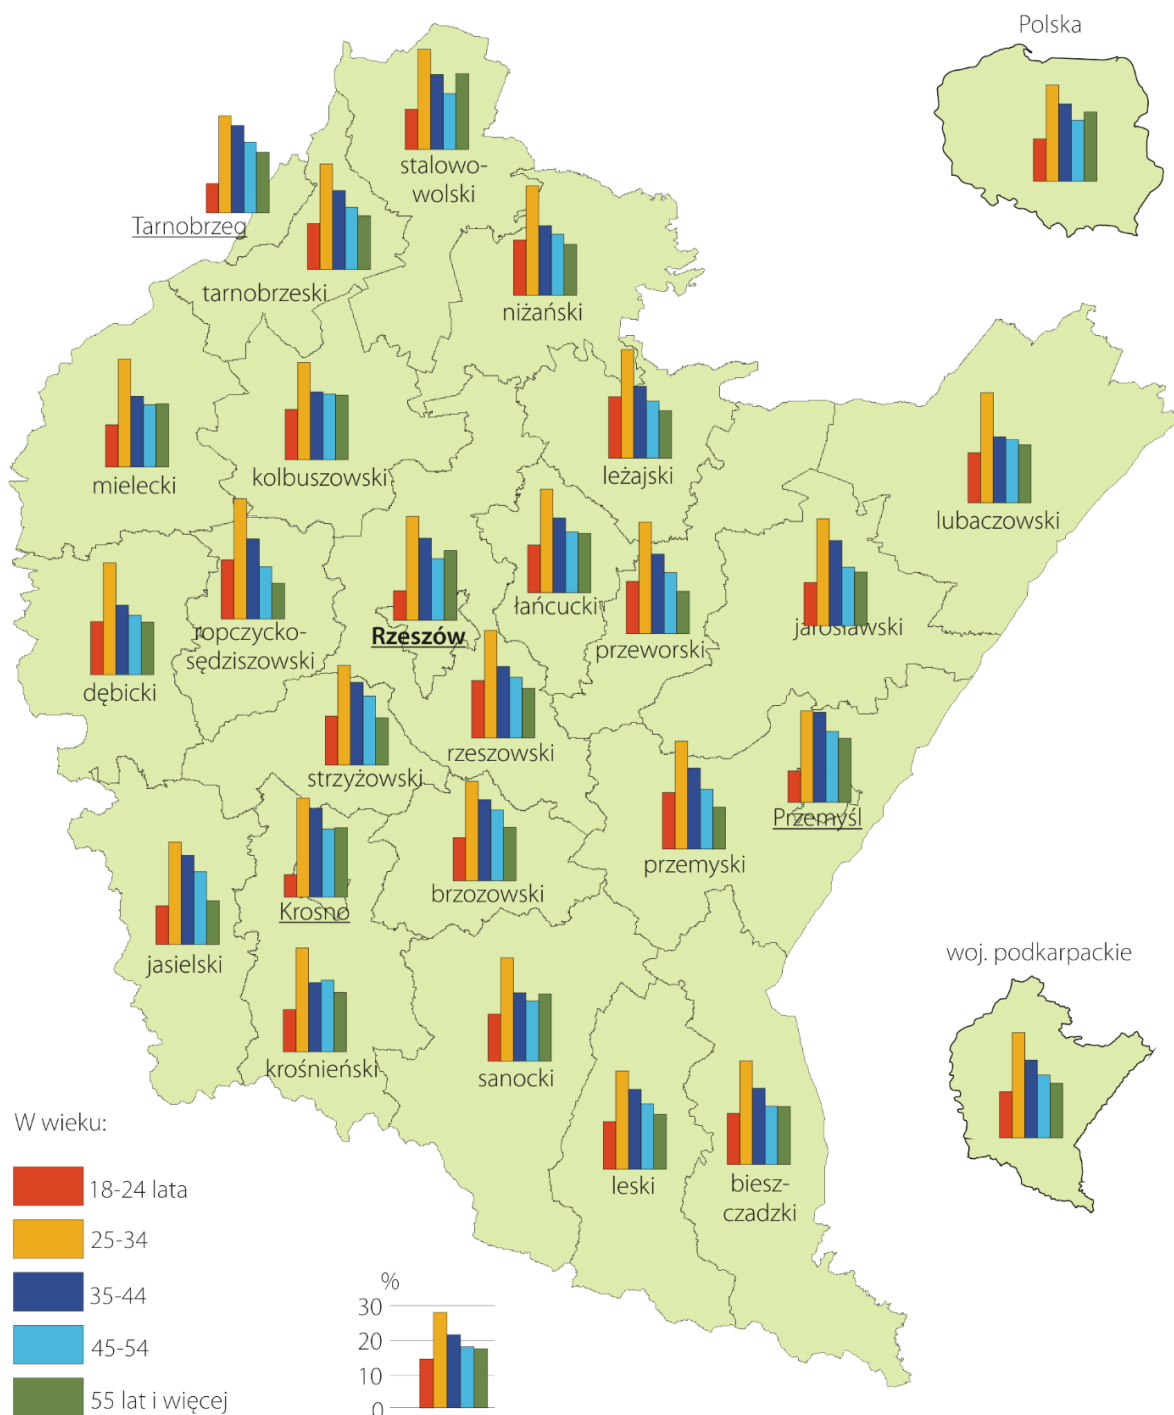 Polska
stalowo-
wolski
Tarnobrzeg
tarnobrzeski
niżański
mielecki
kolbuszowski
leżajski
lubaczowski
ropczycko-
sędziszowski
Rzeszów
łańcucki
przeworski
jarosławski
dębicki
rzeszowski
strzyżowski
Przemyśl
przemyski
brzozowski
Krosno
jasielski
woj. podkarpackie
krośnieński
sanocki
leski
biesz-
czadzki
W wieku:
18-24 lata
25-34
35-44
45-54
55 lat i więcej
%
30
20
10
0